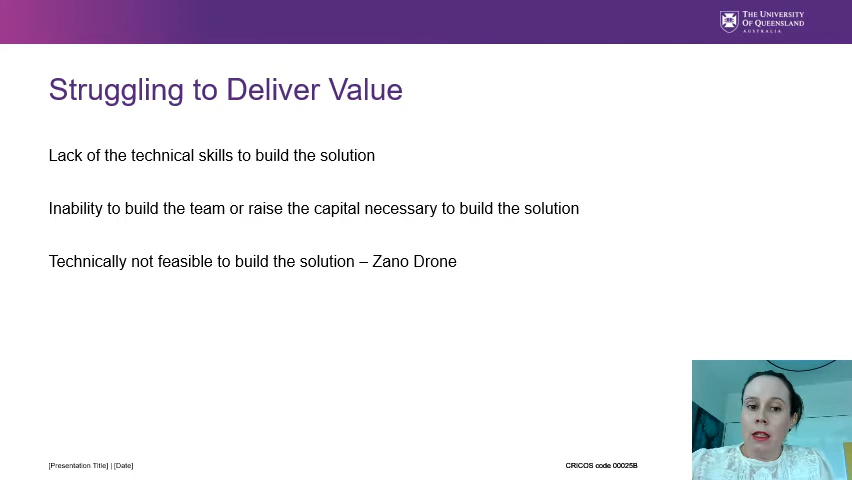 THE UNIVERSITY
OF QUEENSLAND
AUSTRALIA
Struggling to Deliver Value
Lack of the technical skills to build the solution
Inability to build the team or raise the capital necessary to build the solution
Technically not feasible to build the solution – Zano Drone
[Presentation Title] | [Date]
CRICOS code 00025B